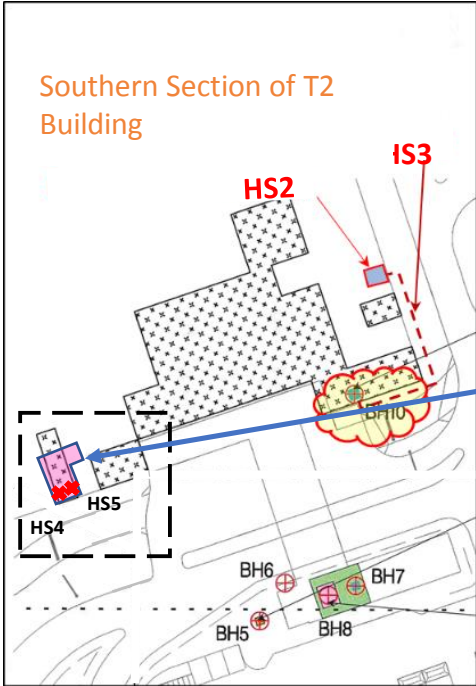 Southern Section of T2
Building
HS3
HS2
BH10
HS5
HS4
BH6
BH7
BH8
BH5